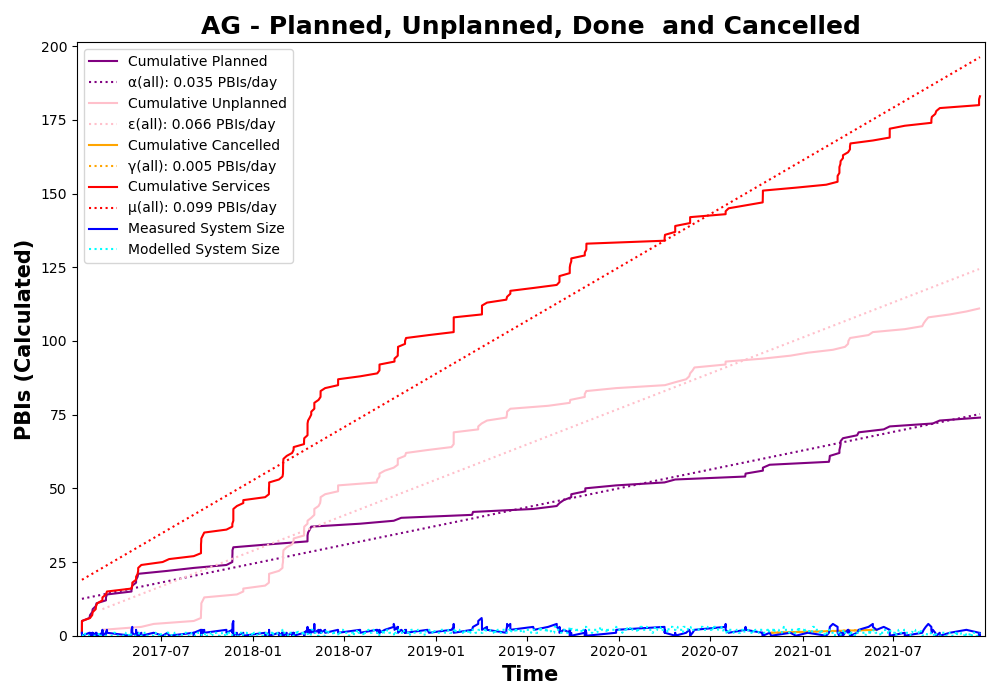 AG - Planned, Unplanned, Done  and Cancelled
200
175
150
125
100
75
50
25
0
PBIs (Calculated)
Cumulative Planned
α(all): 0.035 PBIs/day
Cumulative Unplanned
ε(all): 0.066 PBIs/day
Cumulative Cancelled
γ(all): 0.005 PBIs/day
Cumulative Services
μ(all): 0.099 PBIs/day
Measured System Size
Modelled System Size
2017-07 2018-01 2018-07 2019-01 2019-07 2020-01 2020-07 2021-01 2021-07
Time